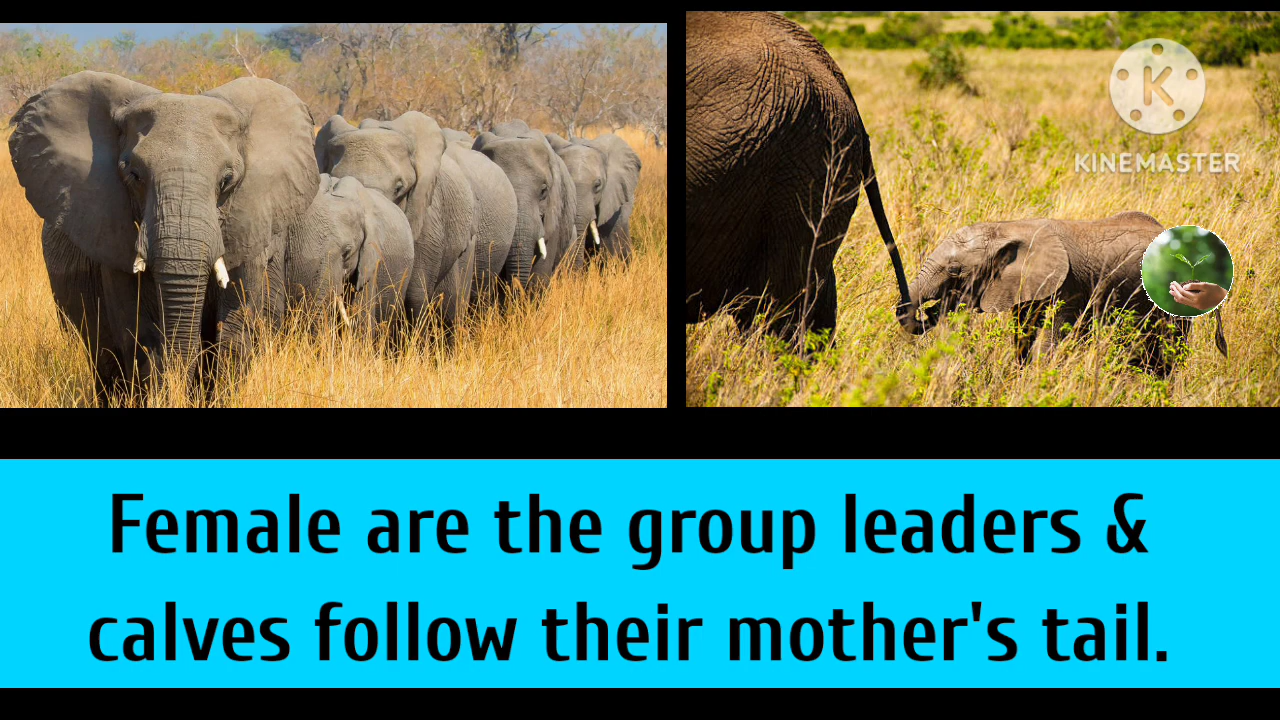 K
KINEMASTER
Female are the group leaders &
calves follow their mother's tail.